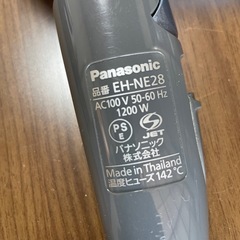 Panasonic
品番 EH-NE28
AC100 V 50-60 Hz
1200 W
PS
E
JET
パナソニック
株式会社
Made in Thailand
温度ヒューズ 142 ℃